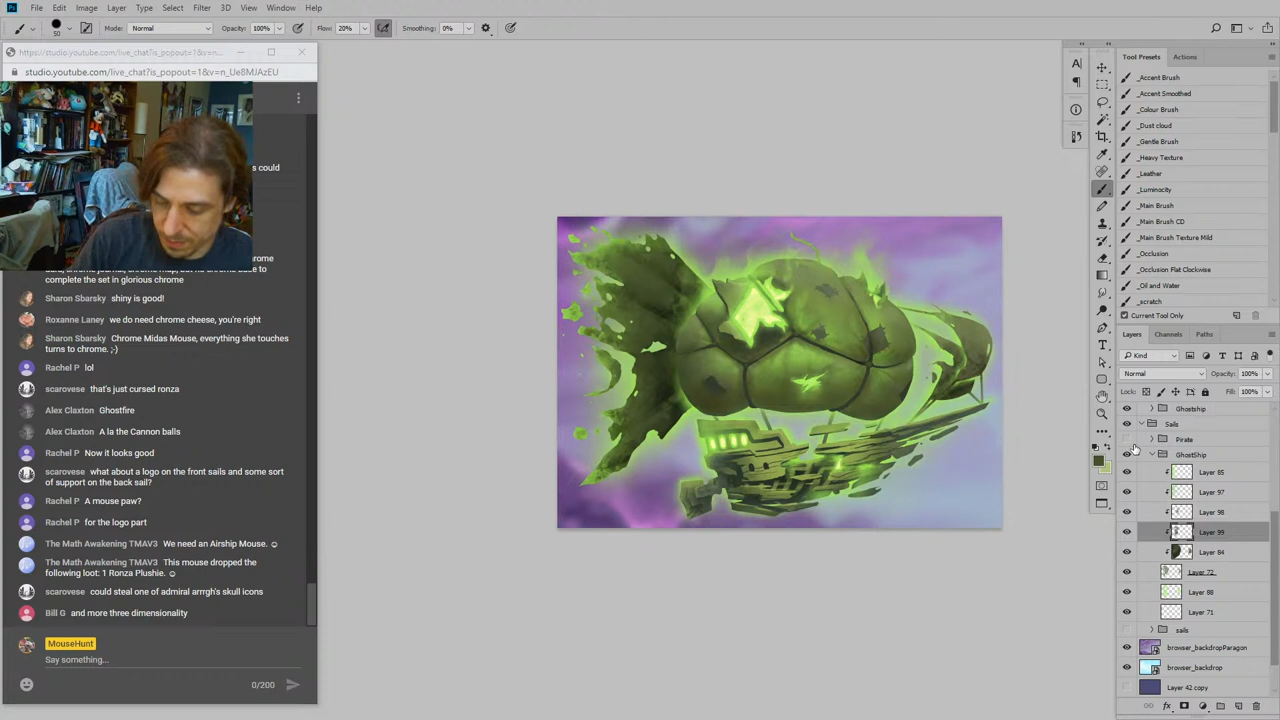 Ps File Edit Image Layer Type Select Filter 3D View Window Help
50 Mode: Normal Opacity: 100% Flow: 20% Smoothing: 0%
https://studio.youtube.com/live_chat?is_popout=1&v=n...
studio.youtube.com/live_chat?is_popout=1&v=n_Ue8MJAzEU
s could
complete the set in glorious chrome
Sharon Sbarsky shiny is good!
Roxanne Laney we do need chrome cheese, you're right
Sharon Sbarsky Chrome Midas Mouse, everything she touches
turns to chrome. ;-)
Rachel P lol
scarovese that's just cursed ronza
Alex Claxton Ghostfire
Alex Claxton A la the Cannon balls
Rachel P Now it looks good
scarovese what about a logo on the front sails and some sort
of support on the back sail?
Rachel P A mouse paw?
Rachel P for the logo part
The Math Awakening TMAV3 We need an Airship Mouse. ☺
The Math Awakening TMAV3 This mouse dropped the
following loot: 1 Ronza Plushie. ☺
scarovese could steal one of admiral arrrgh's skull icons
Bill G and more three dimensionality
MouseHunt
Say something...
0/200
Tool Presets Actions
_Accent Brush
_Accent Smoothed
_Colour Brush
_Dust cloud
_Gentle Brush
_Heavy Texture
_Leather
_Luminocity
_Main Brush
_Main Brush CD
_Main Brush Texture Mild
_Occlusion
_Occlusion Flat Clockwise
_Oil and Water
_scratch
Current Tool Only
Layers Channels Paths
Kind
Normal Opacity: 100%
Lock: Fill: 100%
Ghostship
Sails
Pirate
GhostShip
Layer 85
Layer 97
Layer 98
Layer 99
Layer 84
Layer 72
Layer 88
Layer 71
sails
browser_backdropParagon
browser_backdrop
Layer 42 copy